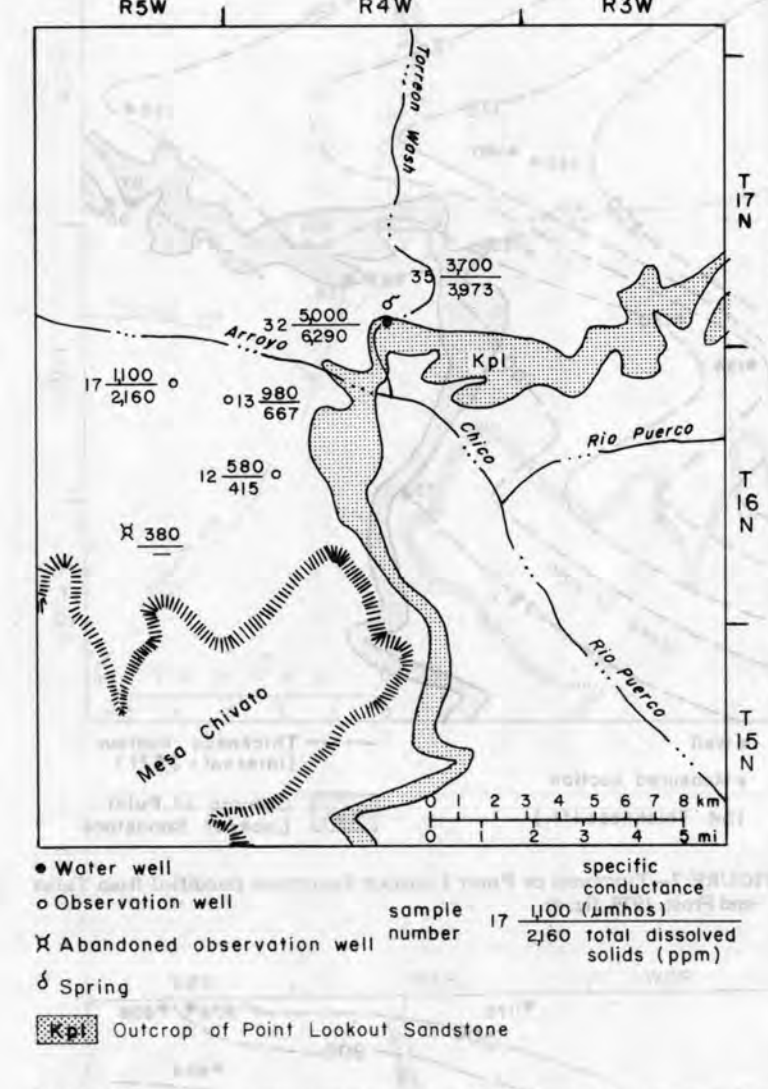 R5W R4W R3W
Torreon Wash
T 17 N
35 3,700
3,973
32 5,000
6,290
Arroyo
Kpl
17 1,100
2,160
13 980
667
Chico
Rio Puerco
12 580
415
T 16 N
380
—
Rio Puerco
Mesa Chivato
T 15 N
0 1 2 3 4 5 6 7 8 km
0 1 2 3 4 5 mi
Water well
Observation well
Abandoned observation well
Spring
Kpl Outcrop of Point Lookout Sandstone
specific
conductance
sample
number
17 1,100 (µmhos)
2,160 total dissolved
solids (ppm)